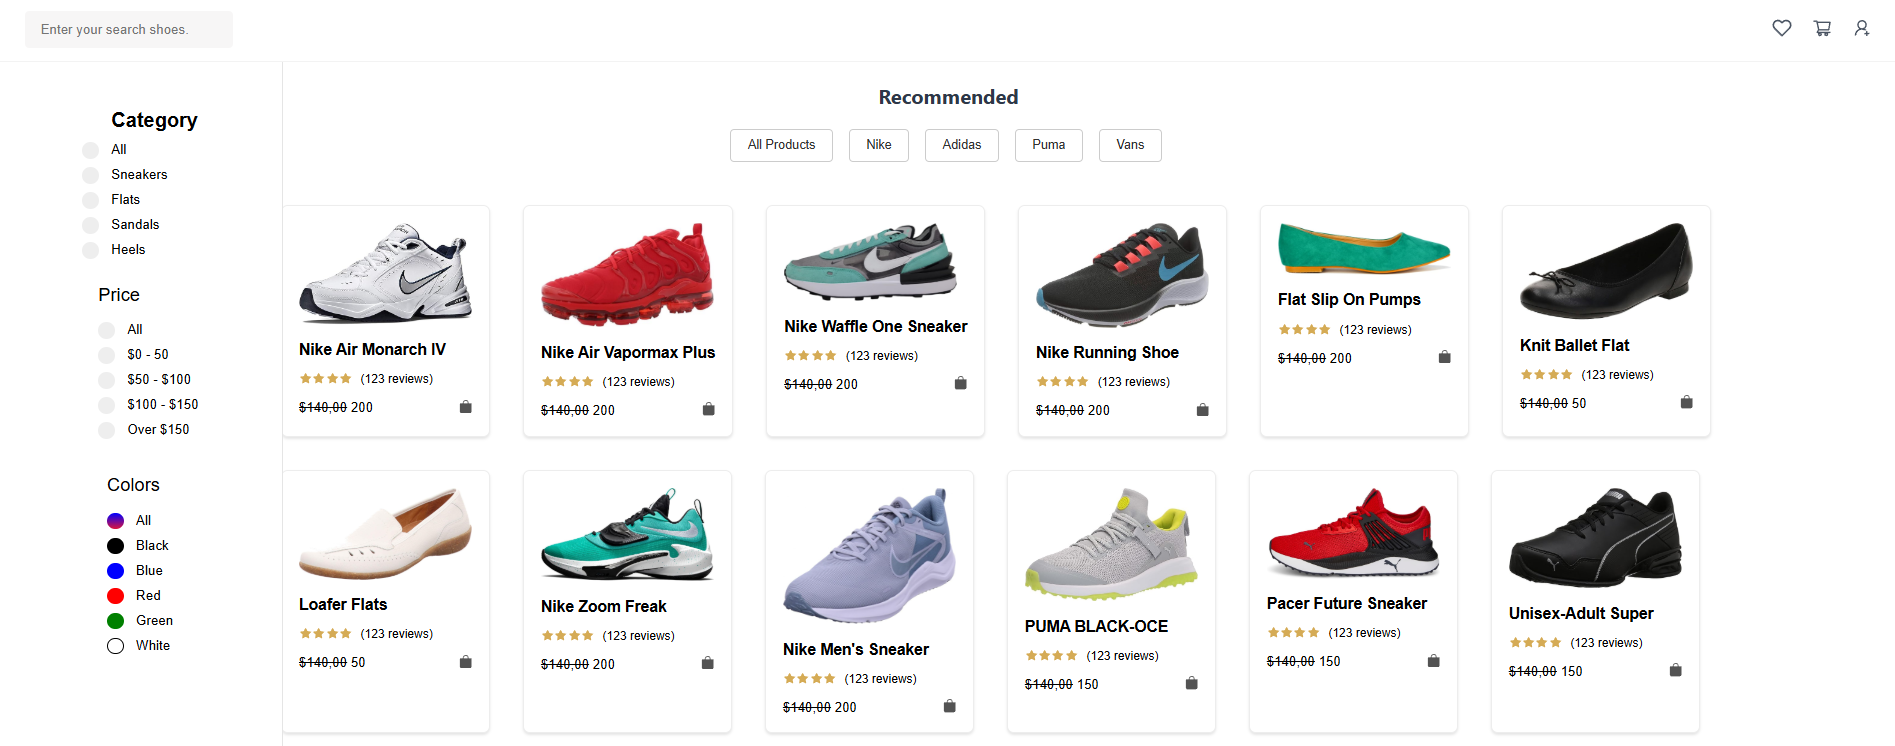 Enter your search shoes.
Category
All
Sneakers
Flats
Sandals
Heels
Price
All
$0 - 50
$50 - $100
$100 - $150
Over $150
Colors
All
Black
Blue
Red
Green
White
Recommended
All Products
Nike
Adidas
Puma
Vans
Nike Air Monarch IV
(123 reviews)
$140,00 200
Nike Air Vapormax Plus
(123 reviews)
$140,00 200
Nike Waffle One Sneaker
(123 reviews)
$140,00 200
Nike Running Shoe
(123 reviews)
$140,00 200
Flat Slip On Pumps
(123 reviews)
$140,00 200
Knit Ballet Flat
(123 reviews)
$140,00 50
Loafer Flats
(123 reviews)
$140,00 50
Nike Zoom Freak
(123 reviews)
$140,00 200
Nike Men's Sneaker
(123 reviews)
$140,00 200
PUMA BLACK-OCE
(123 reviews)
$140,00 150
Pacer Future Sneaker
(123 reviews)
$140,00 150
Unisex-Adult Super
(123 reviews)
$140,00 150